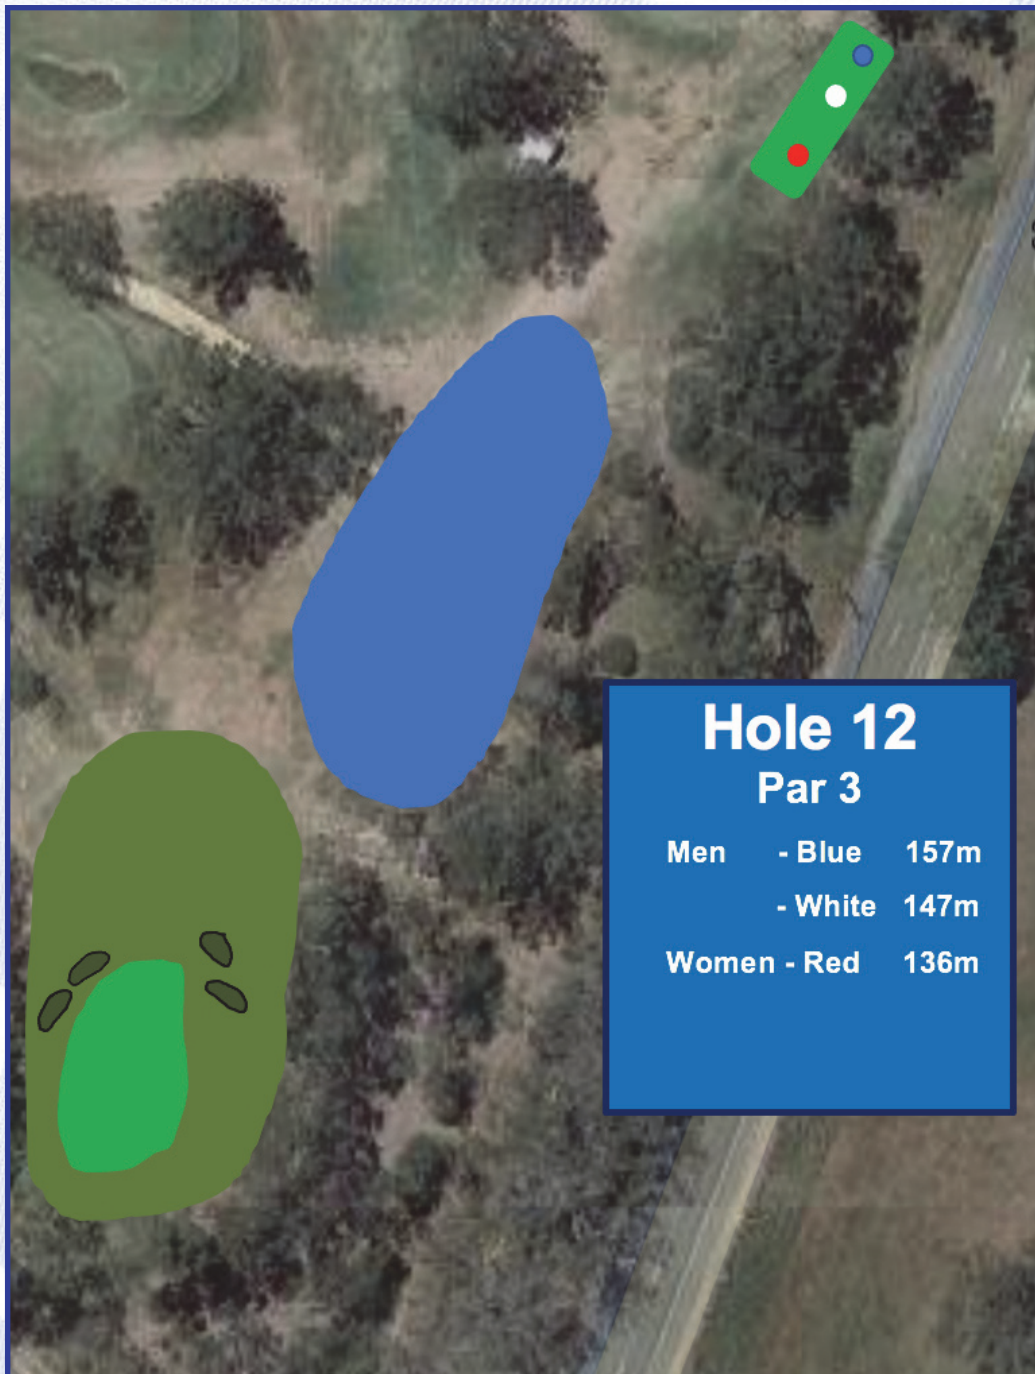 Hole 12
Par 3
Men - Blue 157m
- White 147m
Women - Red 136m